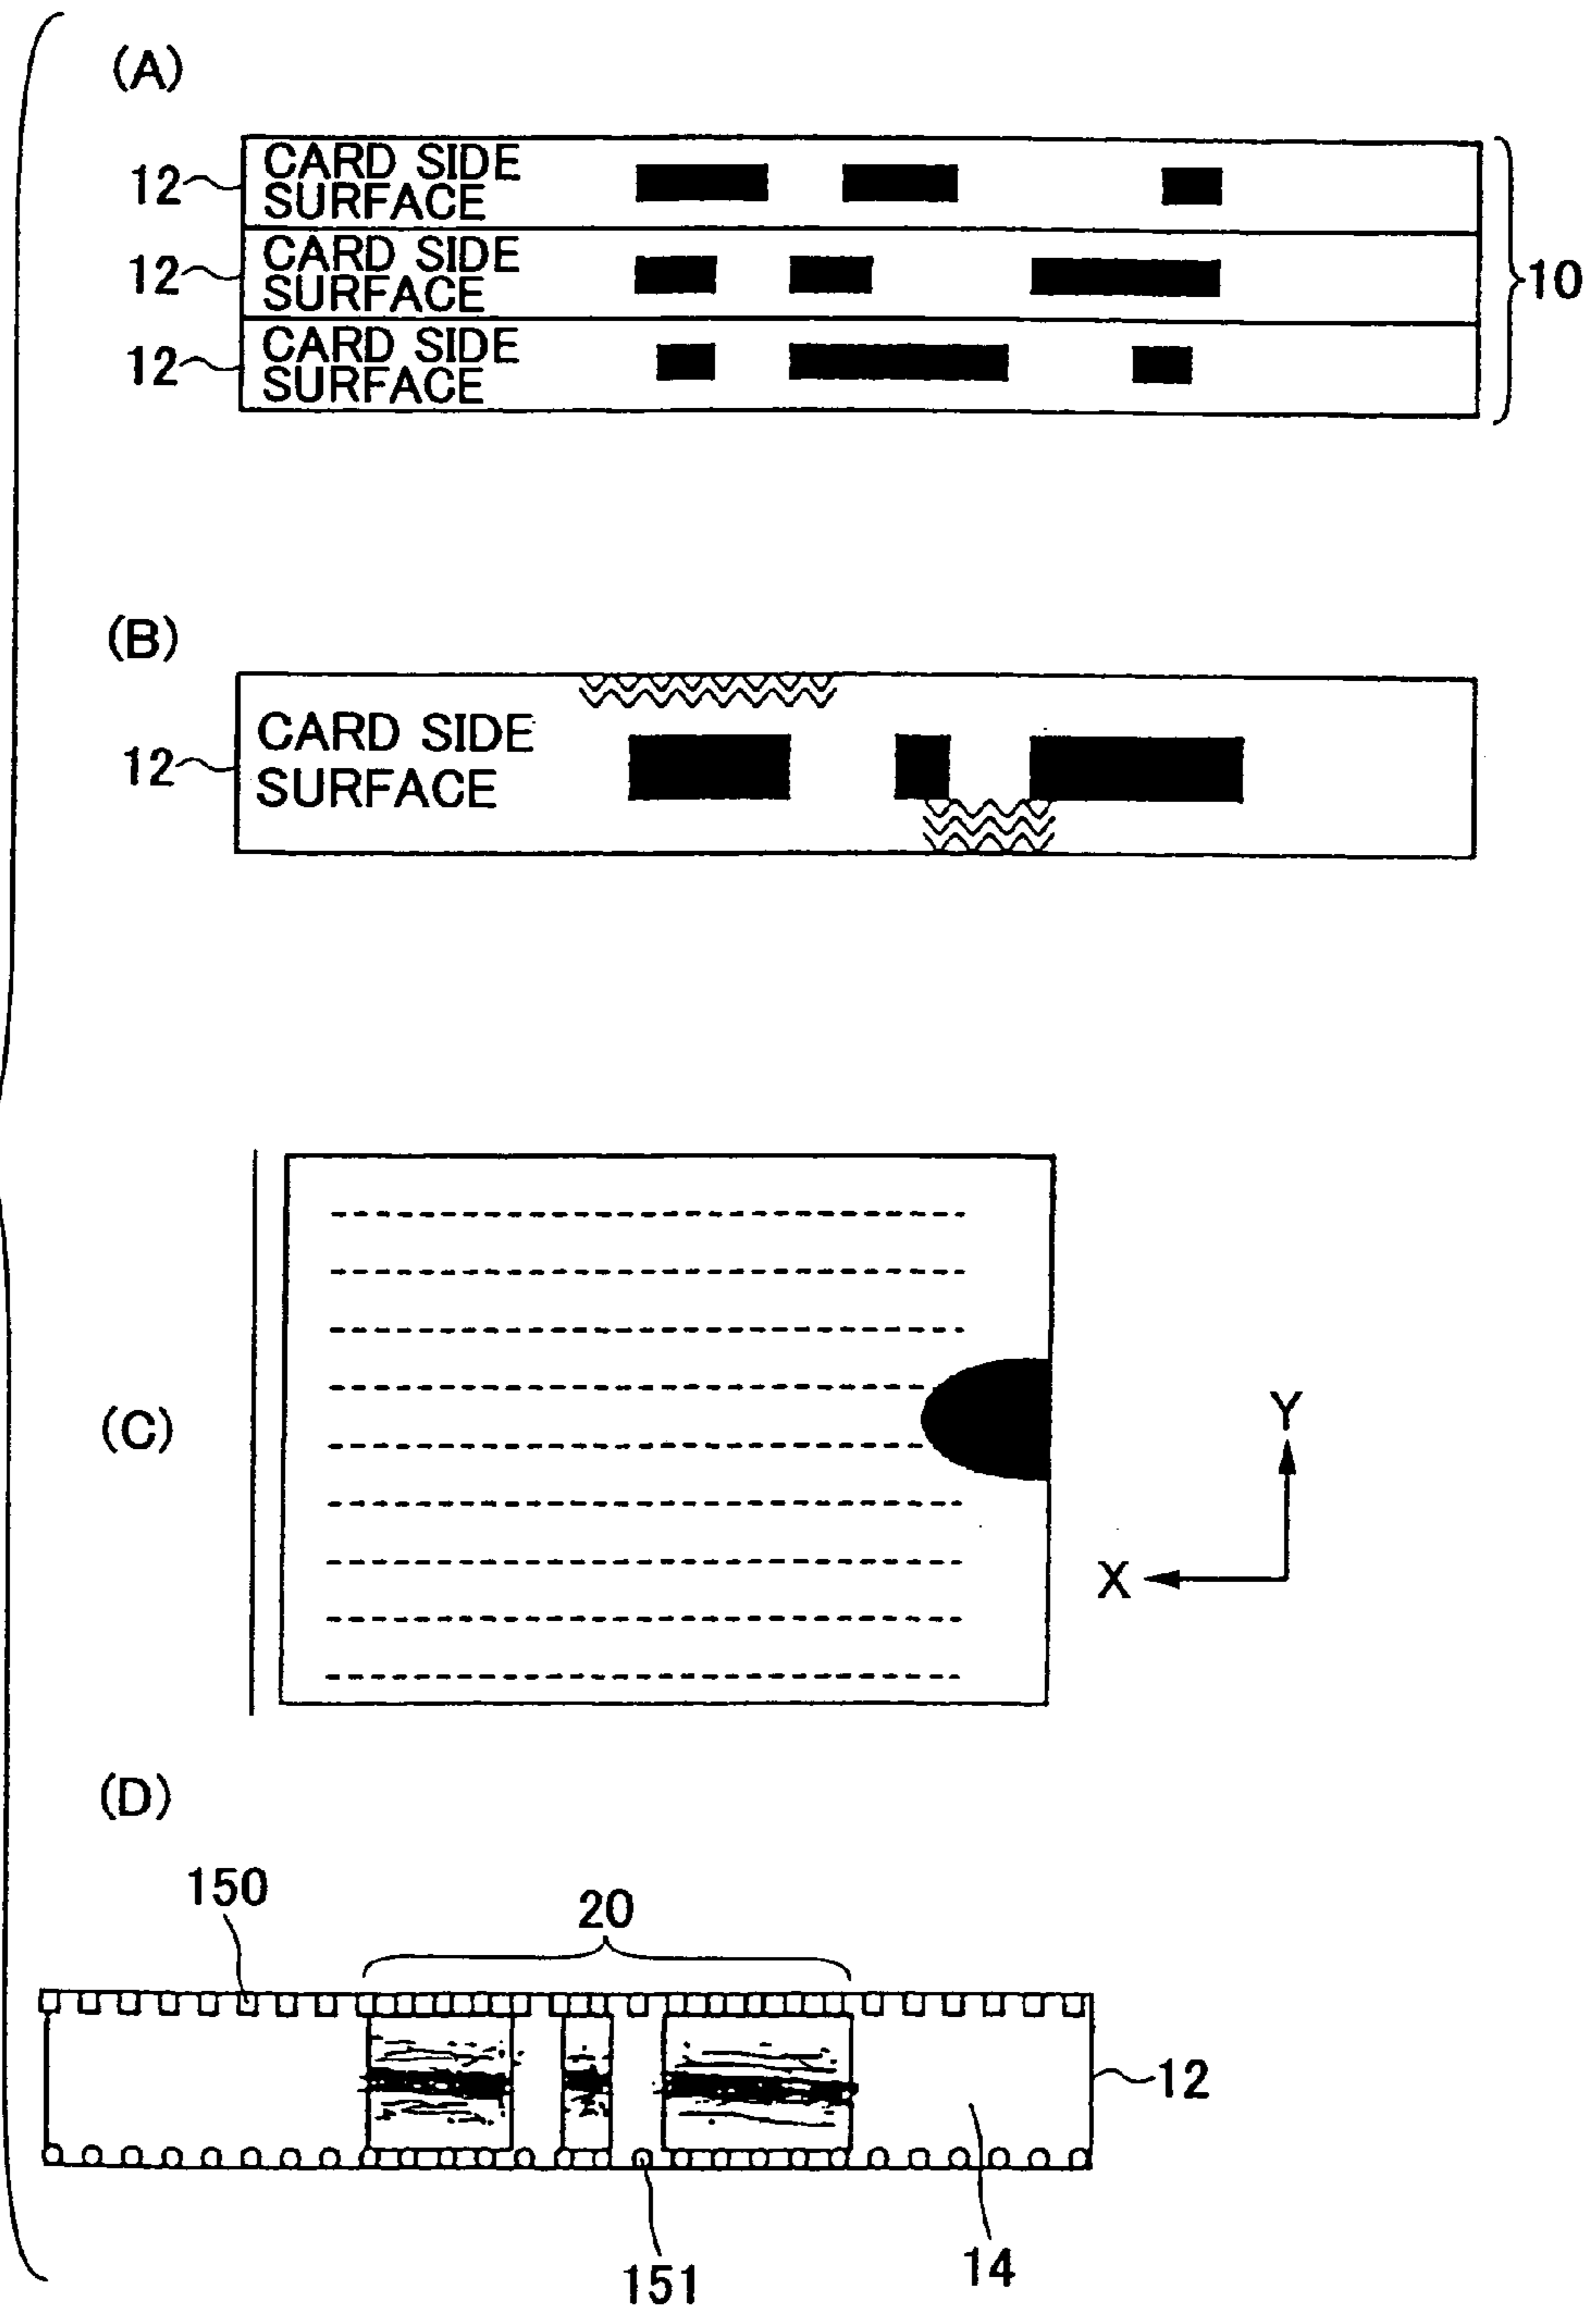 (A)
12 CARD SIDE
SURFACE
12 CARD SIDE
SURFACE
10
12 CARD SIDE
SURFACE
(B)
CARD SIDE
12
SURFACE
(C)
Y
X
(D)
150
20
12
14
151